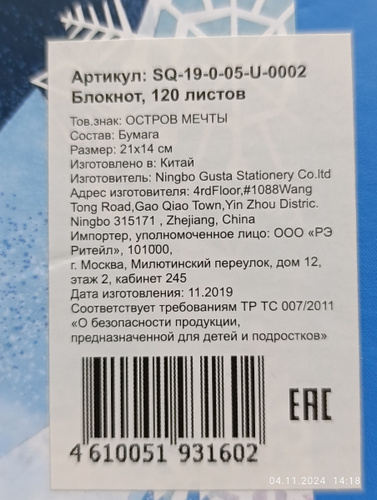 Артикул: SQ-19-0-05-U-0002
Блокнот, 120 листов
Тов.знак: ОСТРОВ МЕЧТЫ
Состав: Бумага
Размер: 21х14 см
Изготовлено в: Китай
Изготовитель: Ningbo Gusta Stationery Co.ltd
Адрес изготовителя: 4rdFloor,#1088Wang
Tong Road,Gao Qiao Town,Yin Zhou Distric.
Ningbo 315171 , Zhejiang, China
Импортер, уполномоченное лицо: ООО «РЭ
Ритейл», 101000,
г. Москва, Милютинский переулок, дом 12,
этаж 2, кабинет 245
Дата изготовления: 11.2019
Соответствует требованиям ТР ТС 007/2011
«О безопасности продукции,
предназначенной для детей и подростков»
EAC
4 610051 931602
04.11.2024 14:18